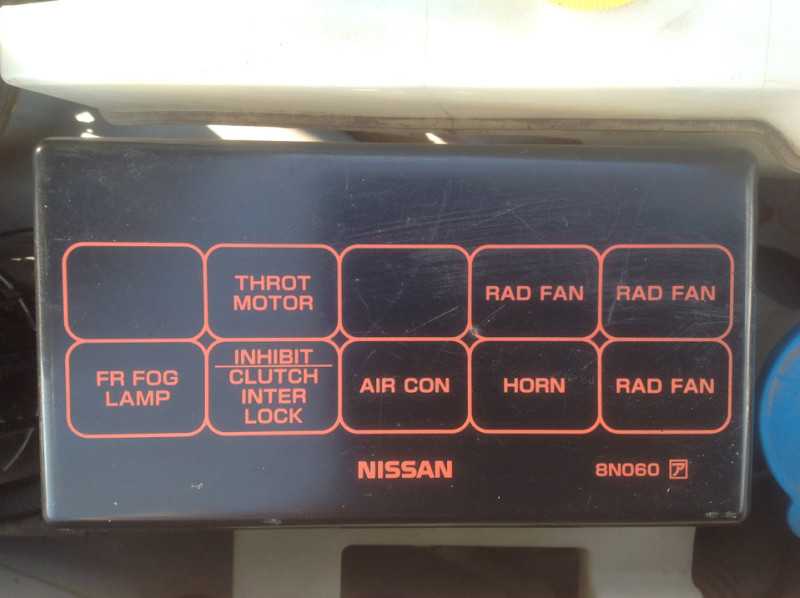 THROT
MOTOR
RAD FAN
RAD FAN
FR FOG
LAMP
INHIBIT
CLUTCH
INTER
LOCK
AIR CON
HORN
RAD FAN
NISSAN
8N060 ア